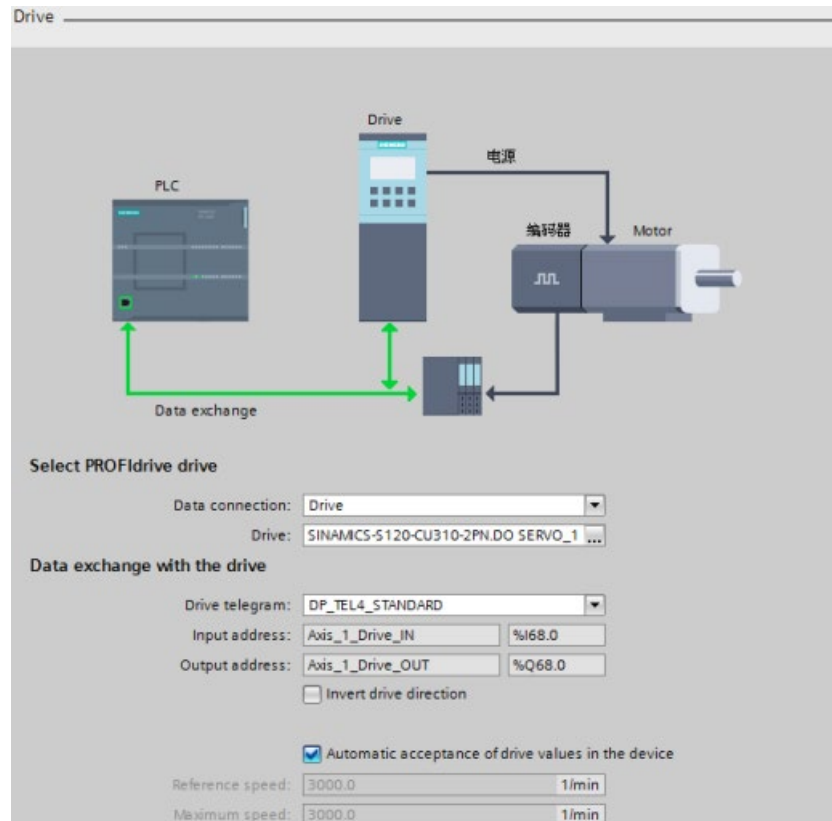 Drive
Drive
电源
PLC
编码器 Motor
Data exchange
Select PROFIdrive drive
Data connection: Drive
Drive: SINAMICS-S120-CU310-2PN.DO SERVO_1 ...
Data exchange with the drive
Drive telegram: DP_TEL4_STANDARD
Input address: Axis_1_Drive_IN %I68.0
Output address: Axis_1_Drive_OUT %Q68.0
Invert drive direction
Automatic acceptance of drive values in the device
Reference speed: 3000.0 1/min
Maximum speed: 3000.0 1/min